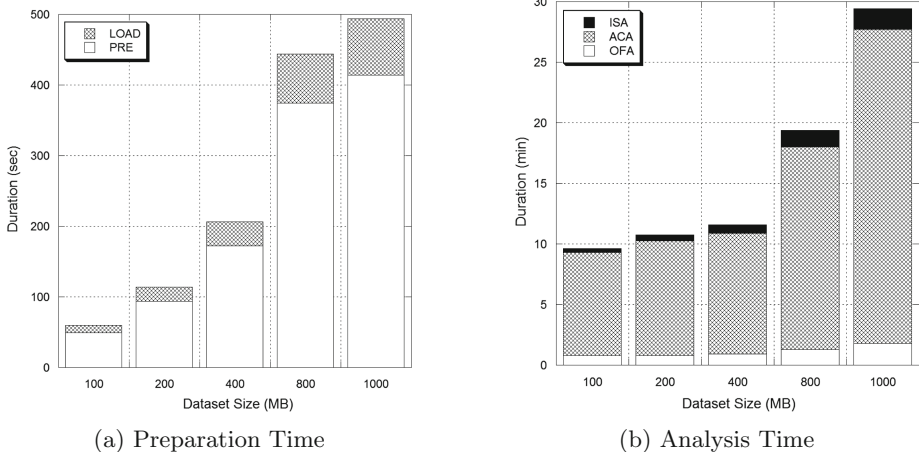 500
400
300
200
100
0
Duration (sec)
LOAD
PRE
100 200 400 800 1000
Dataset Size (MB)
(a) Preparation Time
30
25
20
15
10
5
0
Duration (min)
ISA
ACA
OFA
100 200 400 800 1000
Dataset Size (MB)
(b) Analysis Time